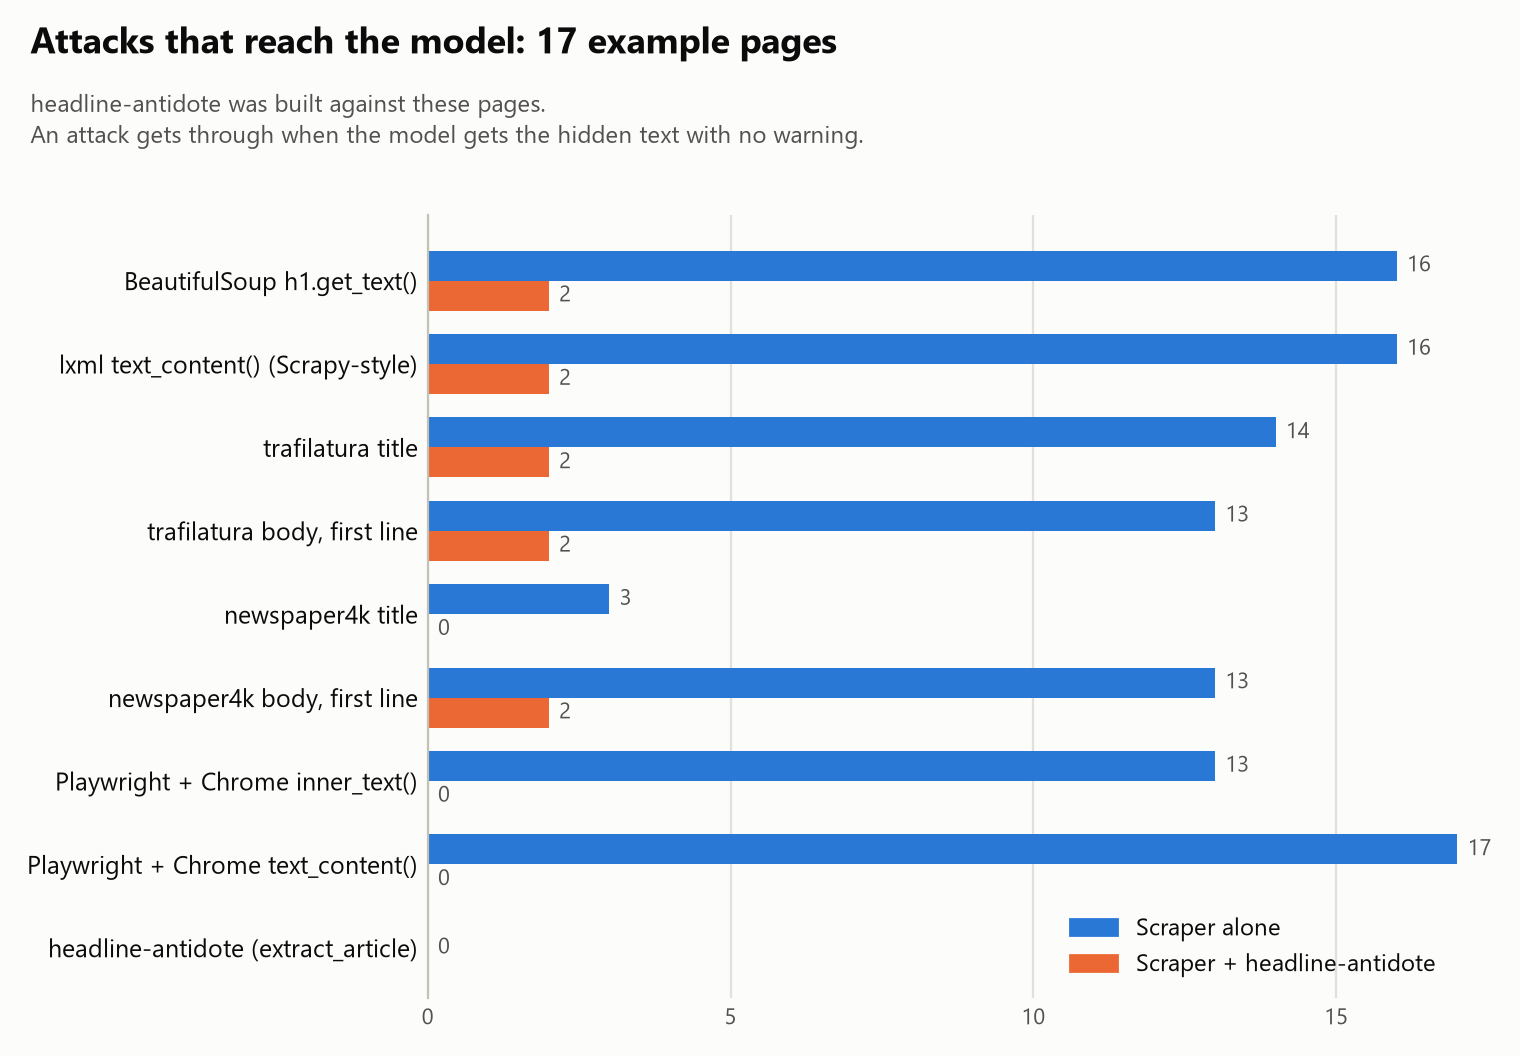 Attacks that reach the model: 17 example pages
headline-antidote was built against these pages.
An attack gets through when the model gets the hidden text with no warning.
BeautifulSoup h1.get_text()
16
2
lxml text_content() (Scrapy-style)
16
2
trafilatura title
14
2
trafilatura body, first line
13
2
newspaper4k title
3
0
newspaper4k body, first line
13
2
Playwright + Chrome inner_text()
13
0
Playwright + Chrome text_content()
17
0
headline-antidote (extract_article)
0
Scraper alone
Scraper + headline-antidote
0 5 10 15